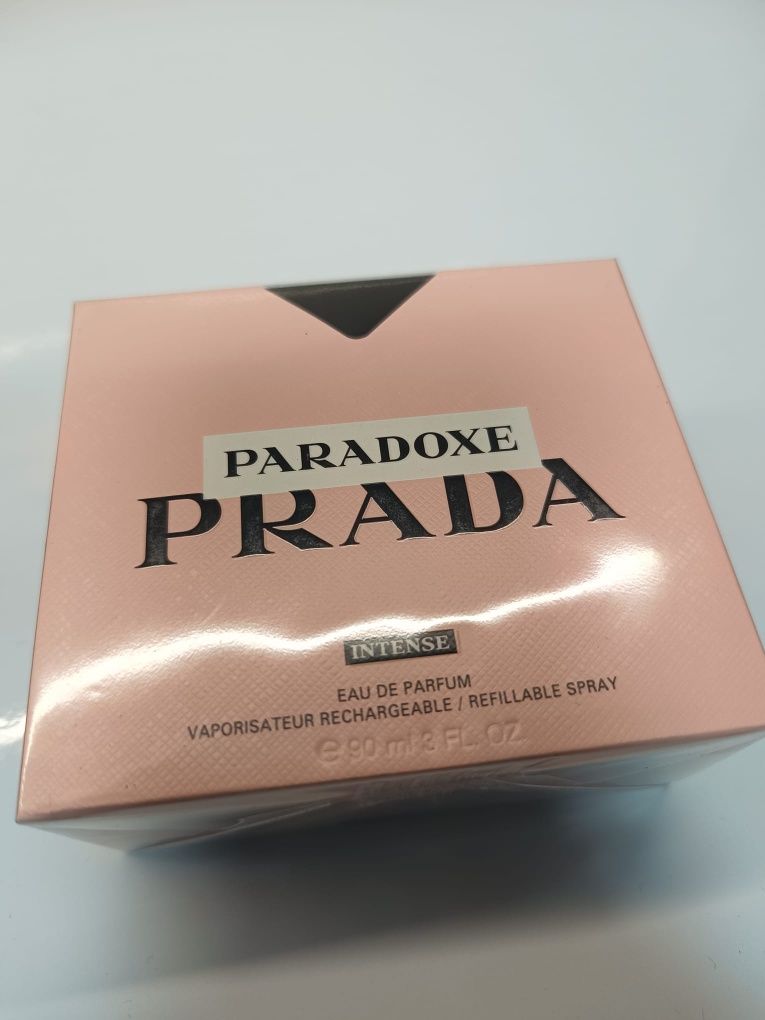 PARADOXE
PRADA
INTENSE
EAU DE PARFUM
VAPORISATEUR RECHARGEABLE / REFILLABLE SPRAY
℮ 90 ml 3 FL. OZ